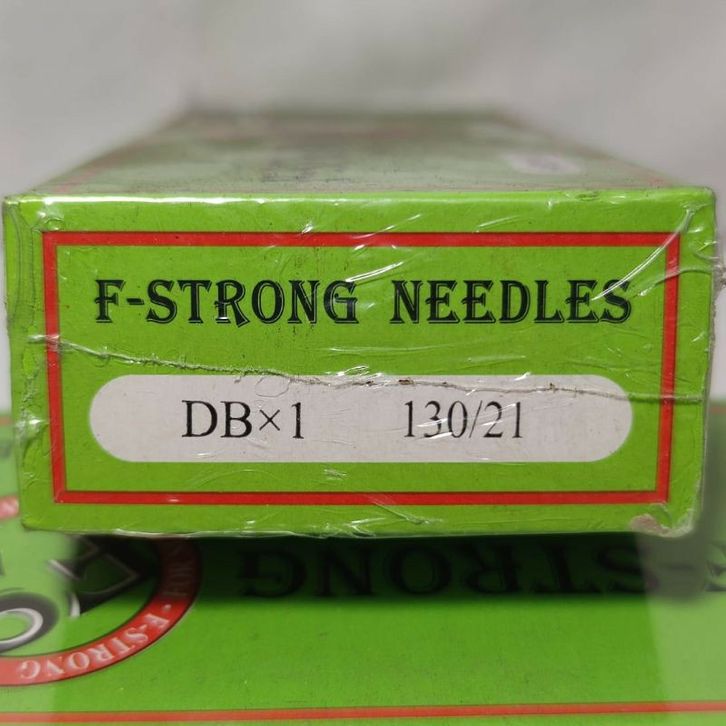 F-STRONG NEEDLES
DB×1 130/21
F-STRONG
F-STRONG